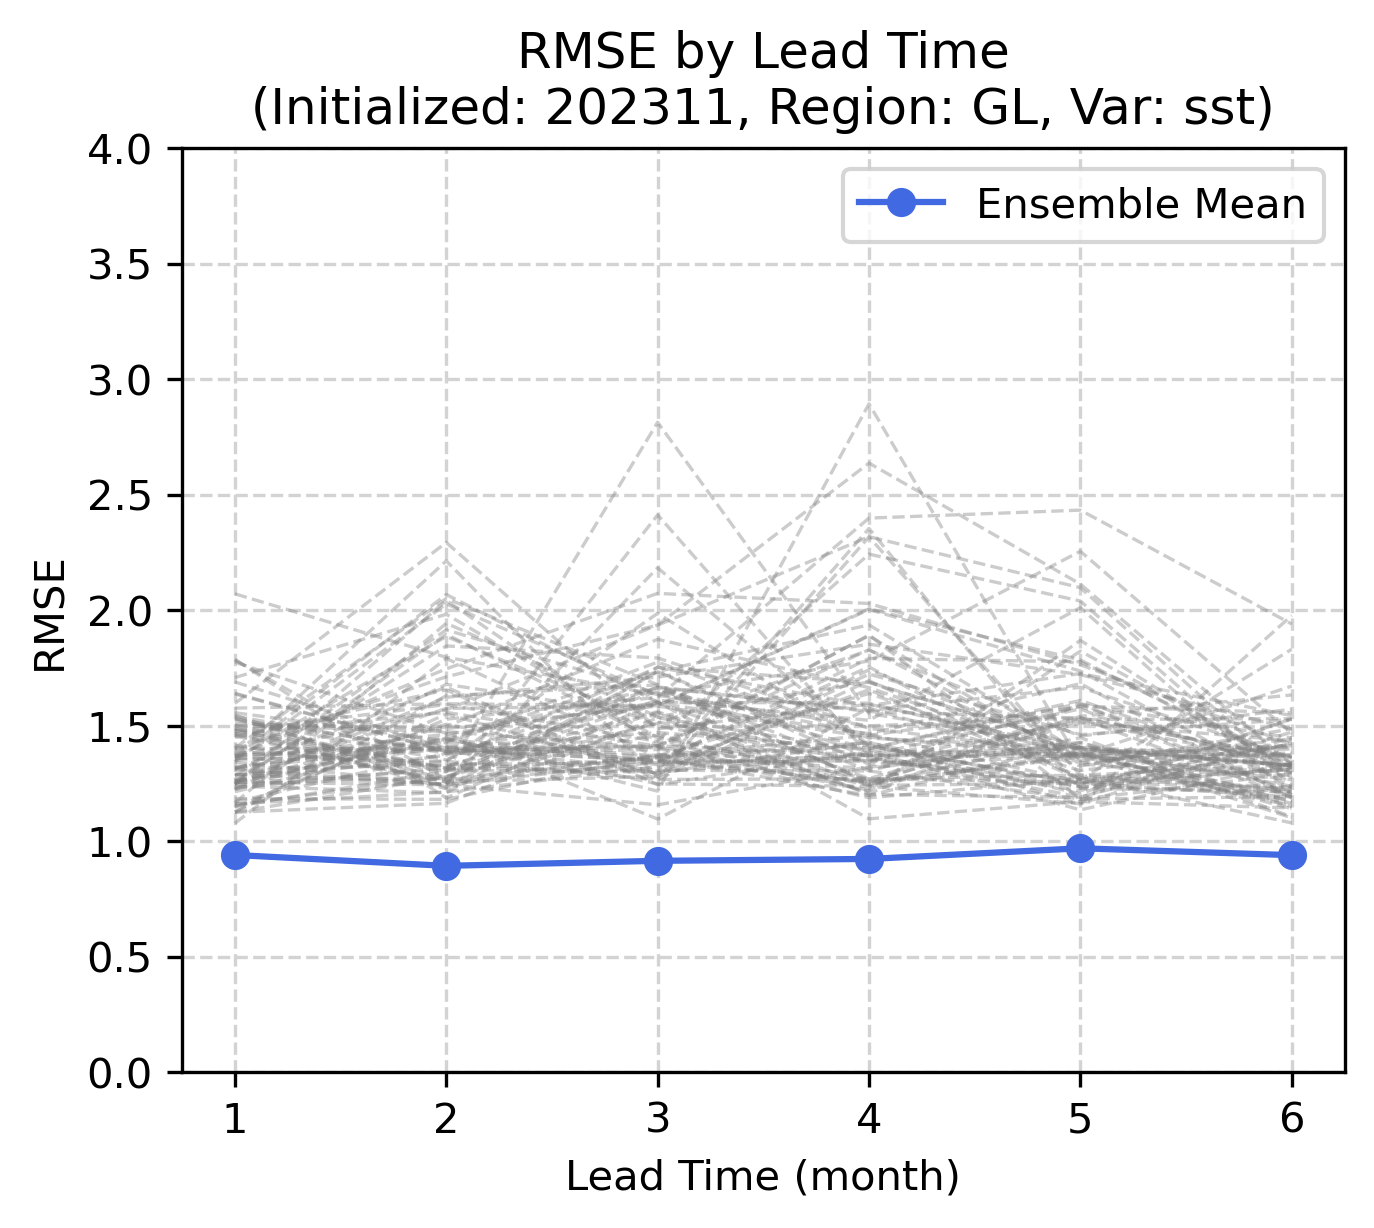 RMSE by Lead Time
(Initialized: 202311, Region: GL, Var: sst)
Ensemble Mean
RMSE
4.0
3.5
3.0
2.5
2.0
1.5
1.0
0.5
0.0
1 2 3 4 5 6
Lead Time (month)